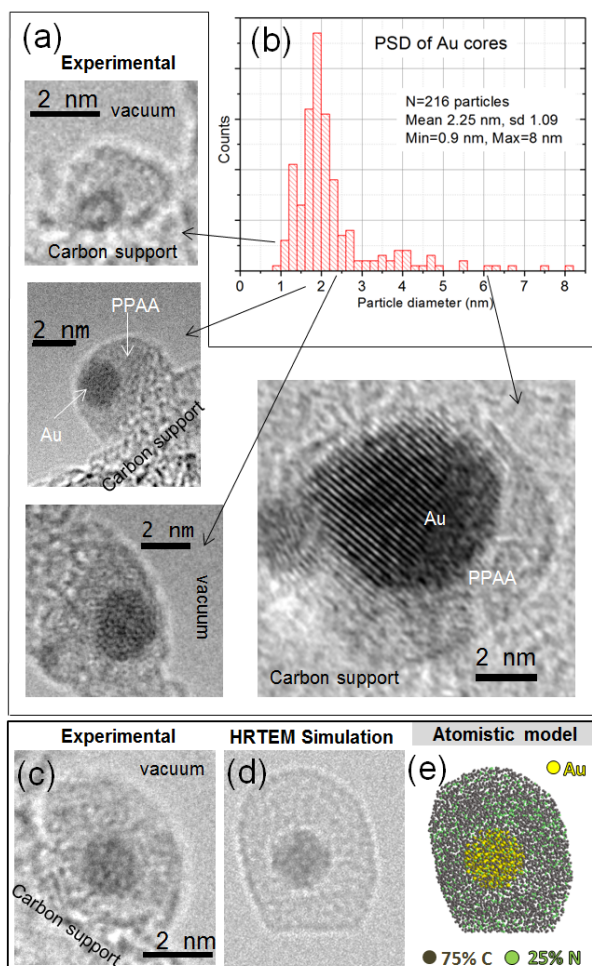 (a)
Experimental
2 nm
vacuum
Carbon support
2 nm
PPAA
Au
Carbon support
2 nm
vacuum
(b)
PSD of Au cores
N=216 particles
Mean 2.25 nm, sd 1.09
Min=0.9 nm, Max=8 nm
Counts
0 1 2 3 4 5 6 7 8
Particle diameter (nm)
Au
PPAA
Carbon support
2 nm
Experimental
(c)
vacuum
Carbon support
2 nm
HRTEM Simulation
(d)
Atomistic model
(e)
Au
75% C
25% N